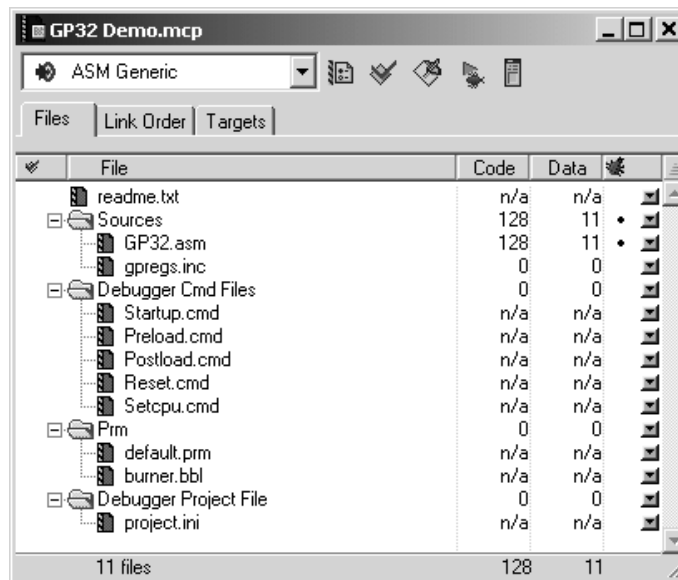 GP32 Demo.mcp
ASM Generic
Files Link Order Targets
File Code Data
readme.txt n/a n/a
Sources 128 11 •
GP32.asm 128 11 •
gpregs.inc 0 0
Debugger Cmd Files 0 0
Startup.cmd n/a n/a
Preload.cmd n/a n/a
Postload.cmd n/a n/a
Reset.cmd n/a n/a
Setcpu.cmd n/a n/a
Prm 0 0
default.prm n/a n/a
burner.bbl n/a n/a
Debugger Project File 0 0
project.ini n/a n/a
11 files 128 11